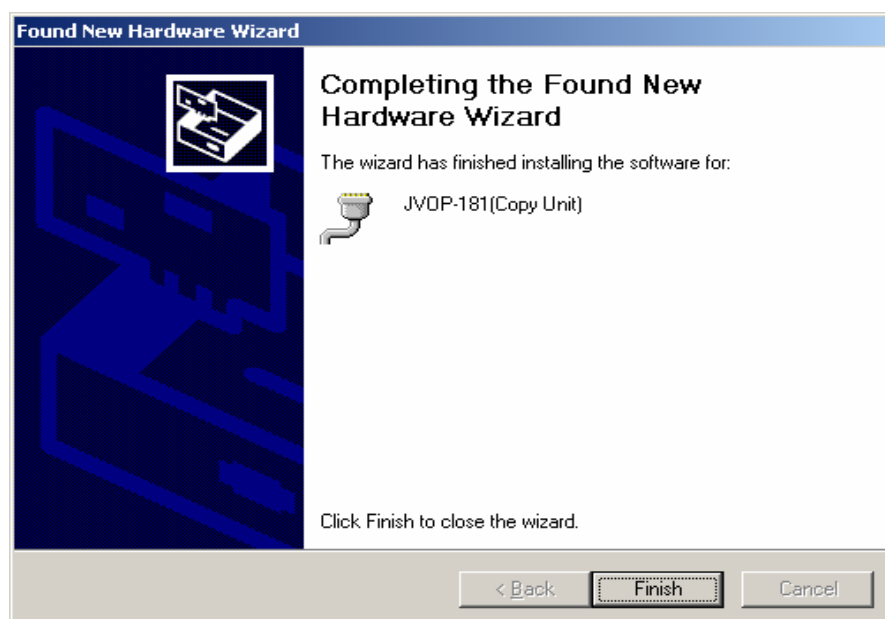 Found New Hardware Wizard
Completing the Found New
Hardware Wizard
The wizard has finished installing the software for:
JVOP-181(Copy Unit)
Click Finish to close the wizard.
< Back
Finish
Cancel